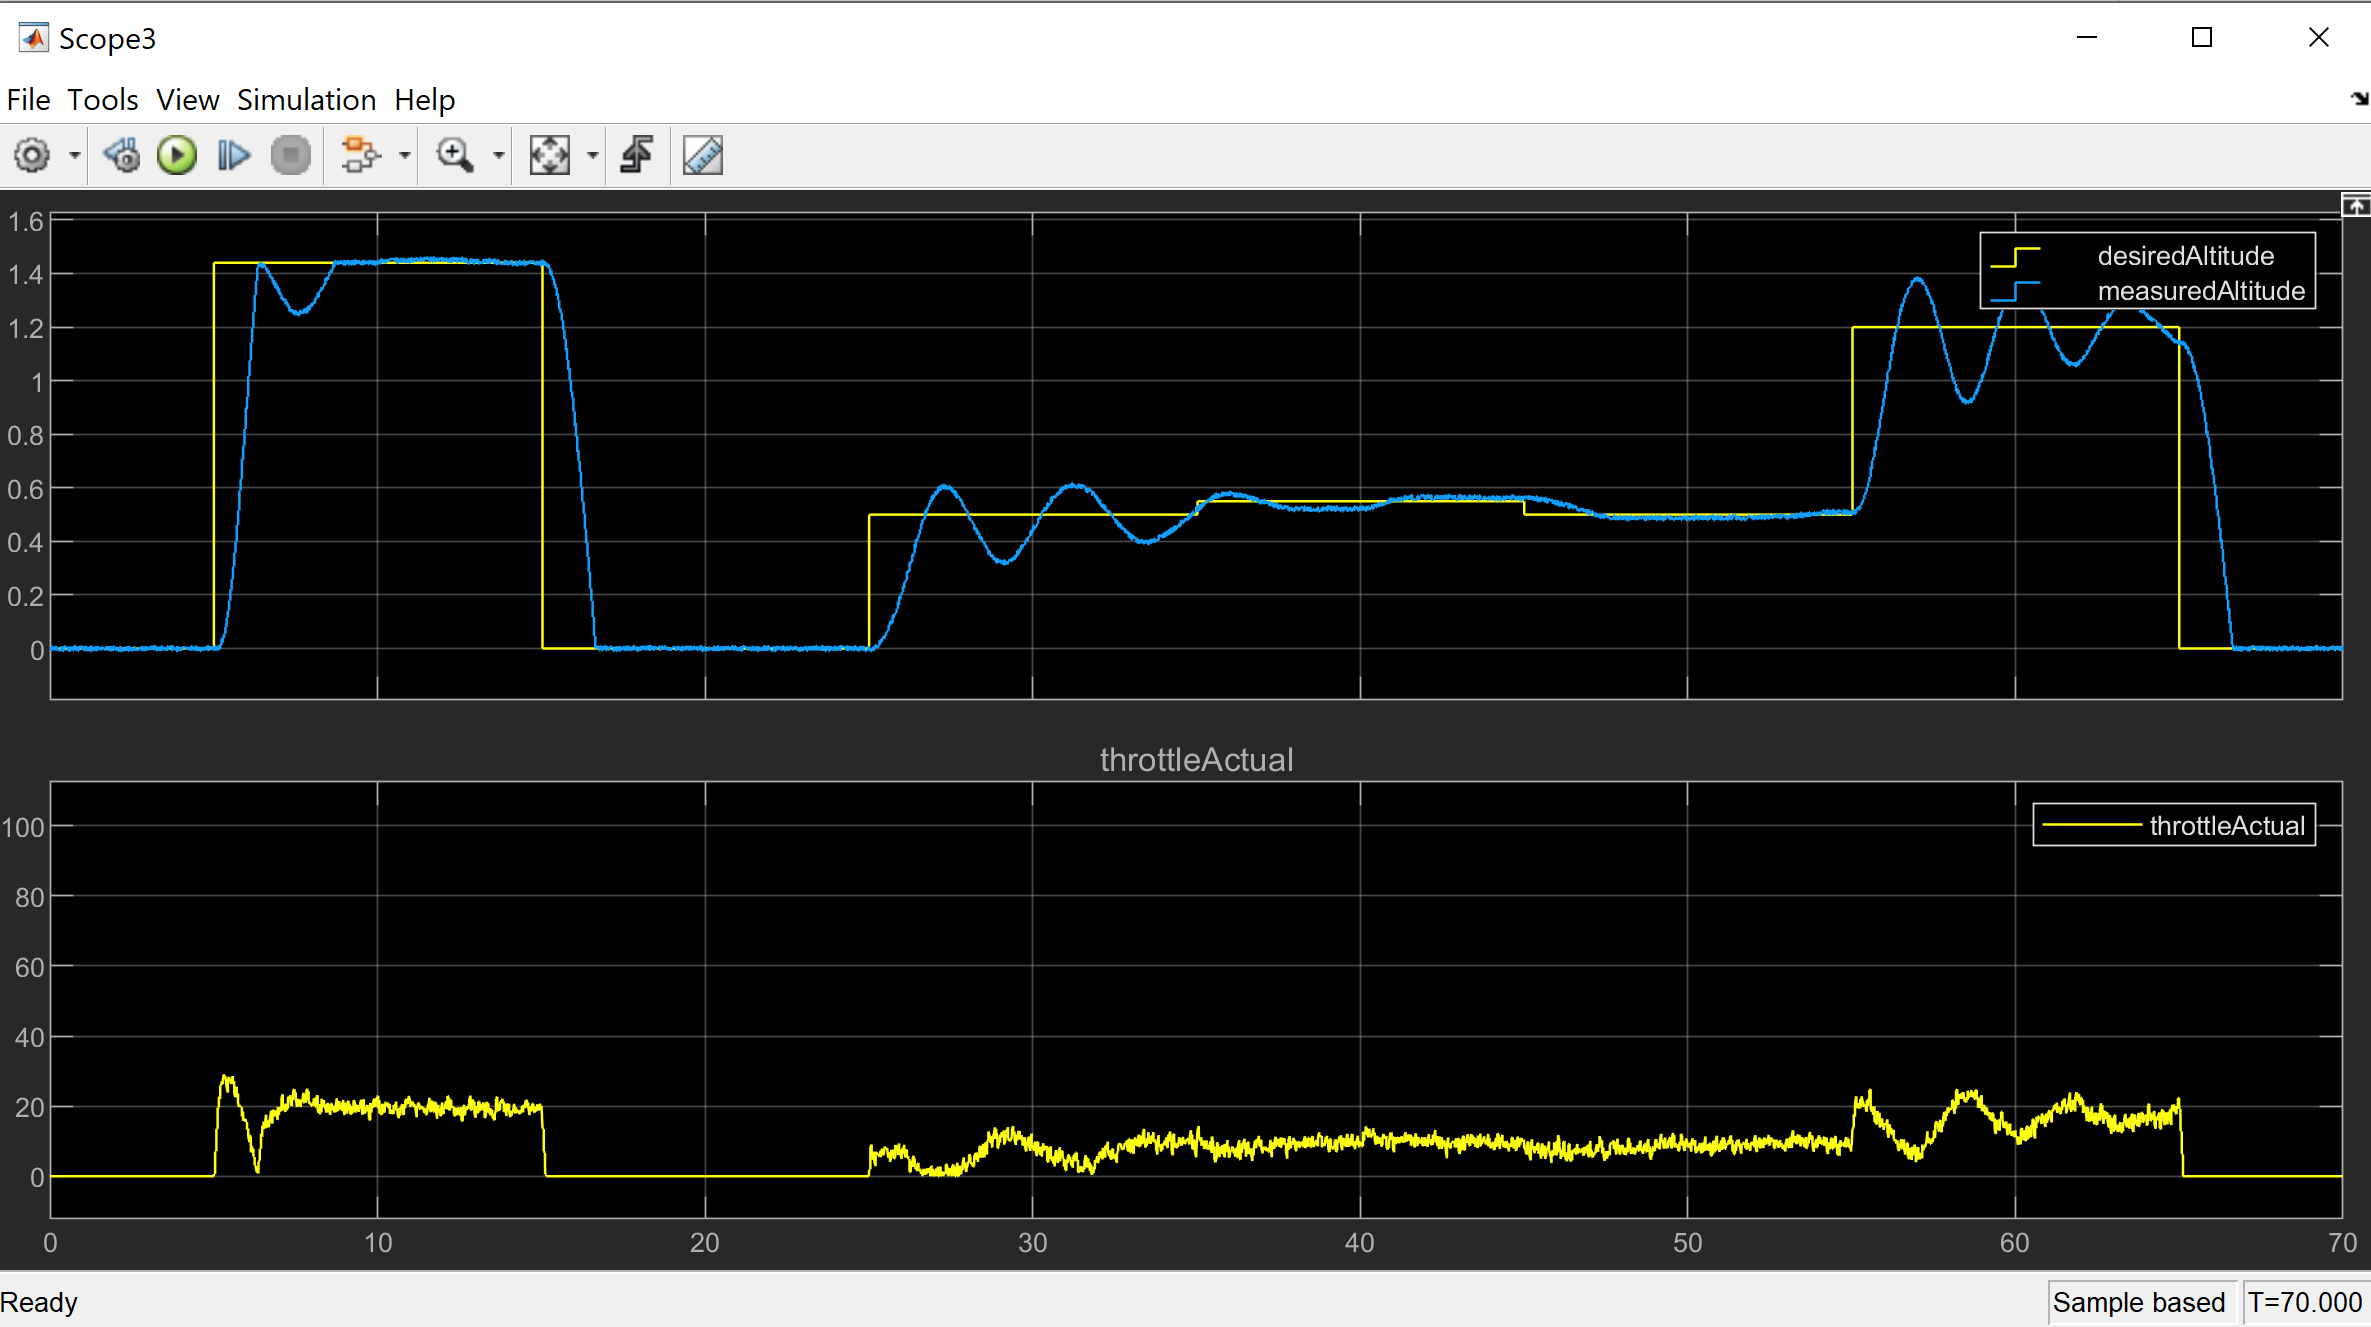 Scope3
File Tools View Simulation Help
1.6
1.4
1.2
1
0.8
0.6
0.4
0.2
0
desiredAltitude
measuredAltitude
throttleActual
100
80
60
40
20
0
throttleActual
0 10 20 30 40 50 60 70
Ready Sample based T=70.000